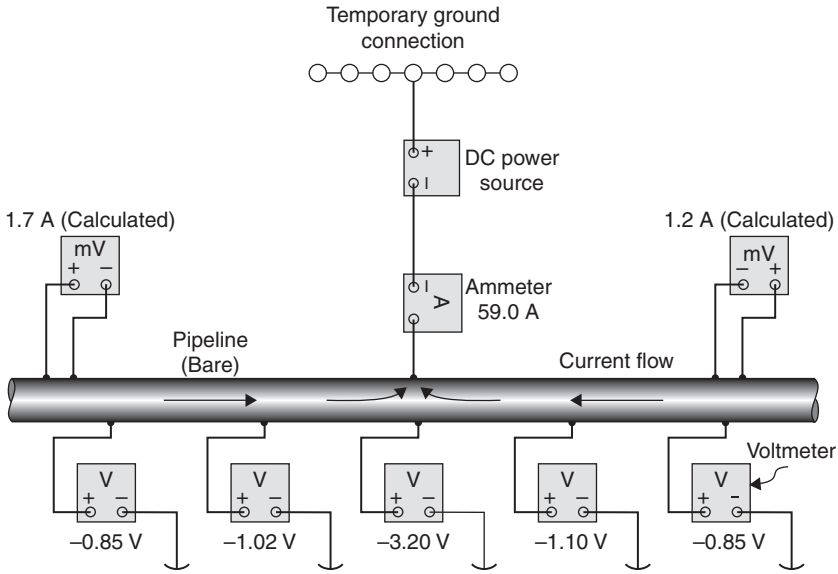 Temporary ground
connection
+
DC power
source
–
1.7 A (Calculated)
mV
+ –
1.2 A (Calculated)
mV
– +
–
Ammeter
59.0 A
A
Pipeline
(Bare)
Current flow
Voltmeter
V
+ –
–0.85 V
V
+ –
–1.02 V
V
+ –
–3.20 V
V
+ –
–1.10 V
V
+ -
–0.85 V